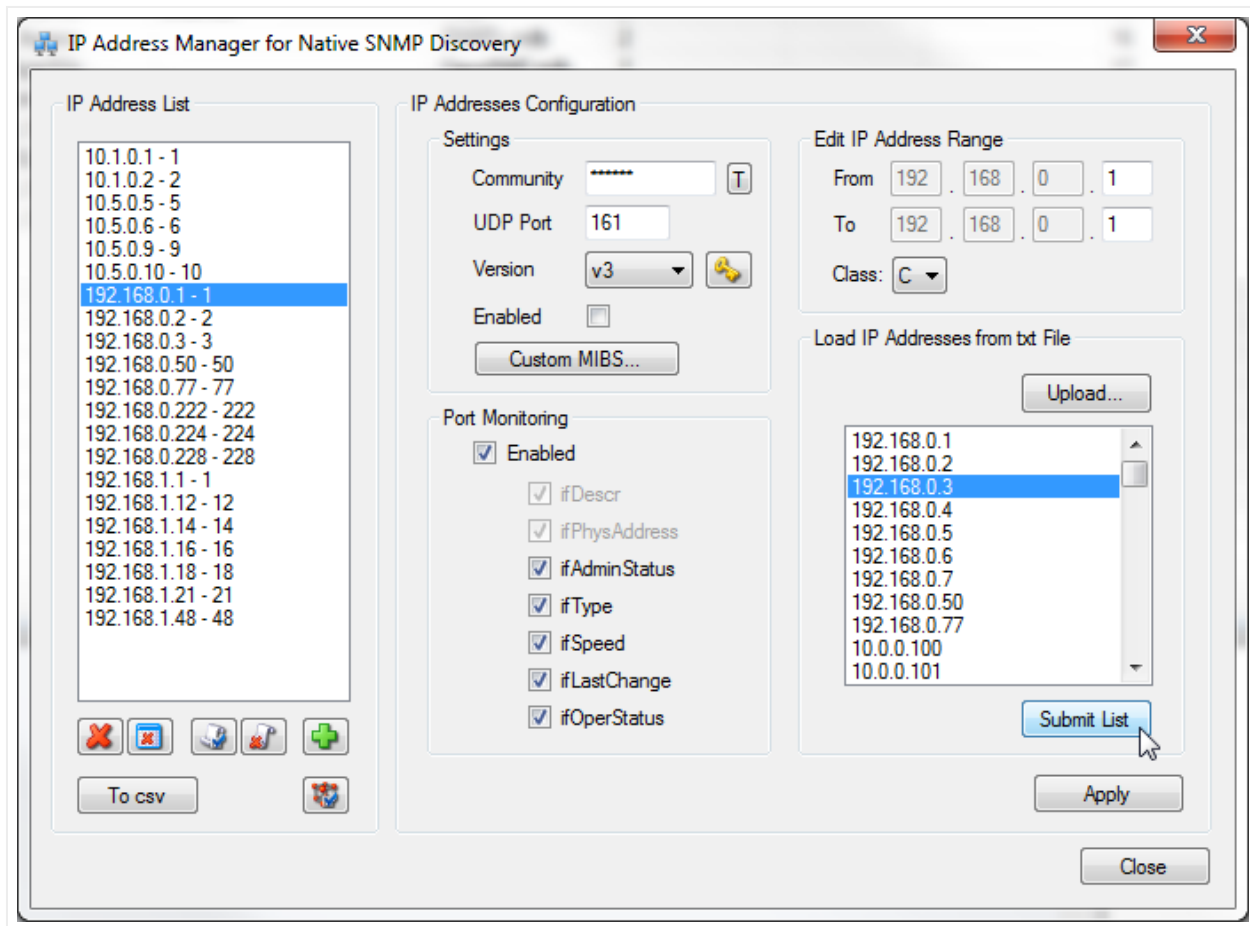 IP Address Manager for Native SNMP Discovery
IP Address List
10.1.0.1 - 1
10.1.0.2 - 2
10.5.0.5 - 5
10.5.0.6 - 6
10.5.0.9 - 9
10.5.0.10 - 10
192.168.0.1 - 1
192.168.0.2 - 2
192.168.0.3 - 3
192.168.0.50 - 50
192.168.0.77 - 77
192.168.0.222 - 222
192.168.0.224 - 224
192.168.0.228 - 228
192.168.1.1 - 1
192.168.1.12 - 12
192.168.1.14 - 14
192.168.1.16 - 16
192.168.1.18 - 18
192.168.1.21 - 21
192.168.1.48 - 48
To csv
IP Addresses Configuration
Settings
Community ****** T
UDP Port 161
Version v3
Enabled
Custom MIBS...
Port Monitoring
Enabled
ifDescr
ifPhysAddress
ifAdminStatus
ifType
ifSpeed
ifLastChange
ifOperStatus
Edit IP Address Range
From 192 . 168 . 0 . 1
To 192 . 168 . 0 . 1
Class: C
Load IP Addresses from txt File
Upload...
192.168.0.1
192.168.0.2
192.168.0.3
192.168.0.4
192.168.0.5
192.168.0.6
192.168.0.7
192.168.0.50
192.168.0.77
10.0.0.100
10.0.0.101
Submit List
Apply
Close